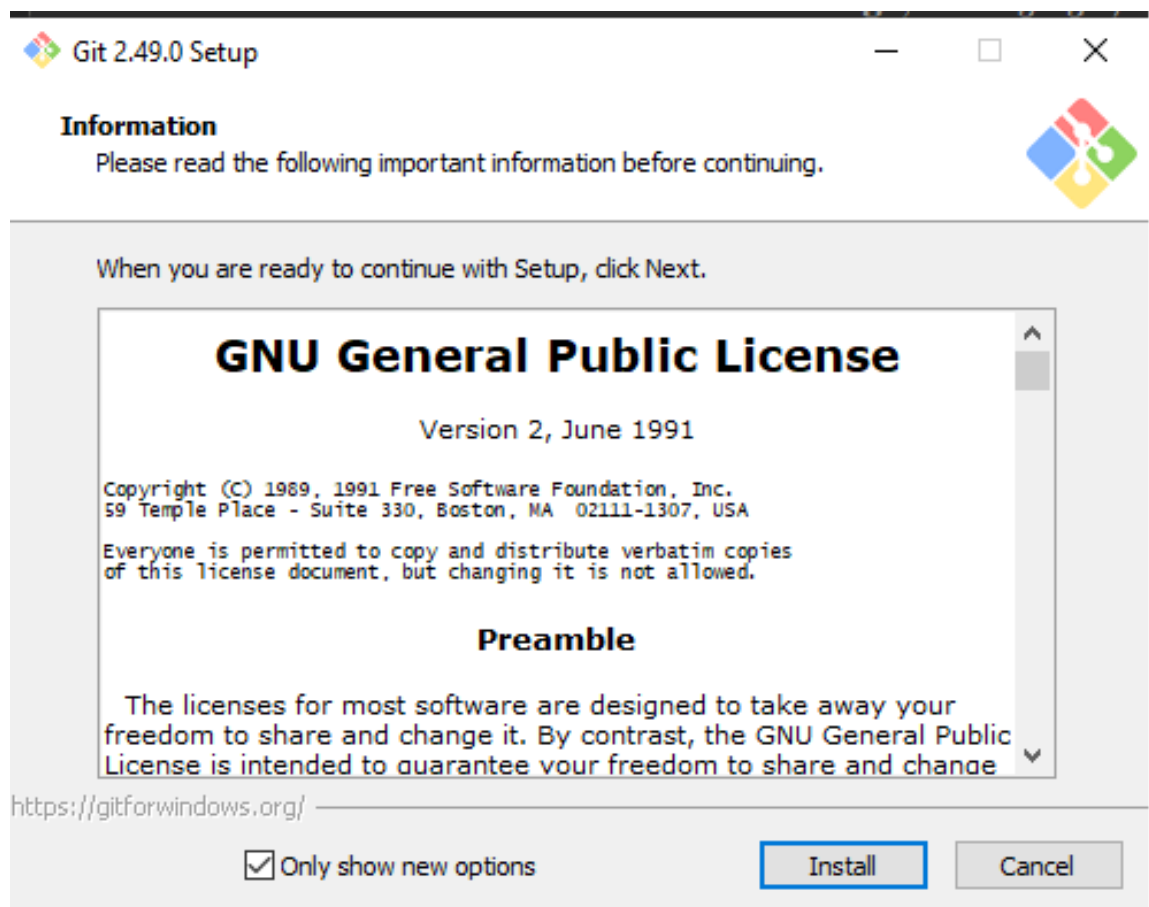 Git 2.49.0 Setup
Information
Please read the following important information before continuing.
When you are ready to continue with Setup, click Next.
GNU General Public License
Version 2, June 1991
Copyright (C) 1989, 1991 Free Software Foundation, Inc.
59 Temple Place - Suite 330, Boston, MA  02111-1307, USA
Everyone is permitted to copy and distribute verbatim copies
of this license document, but changing it is not allowed.
Preamble
The licenses for most software are designed to take away your
freedom to share and change it. By contrast, the GNU General Public
License is intended to guarantee your freedom to share and change
https://gitforwindows.org/
Only show new options
Install
Cancel